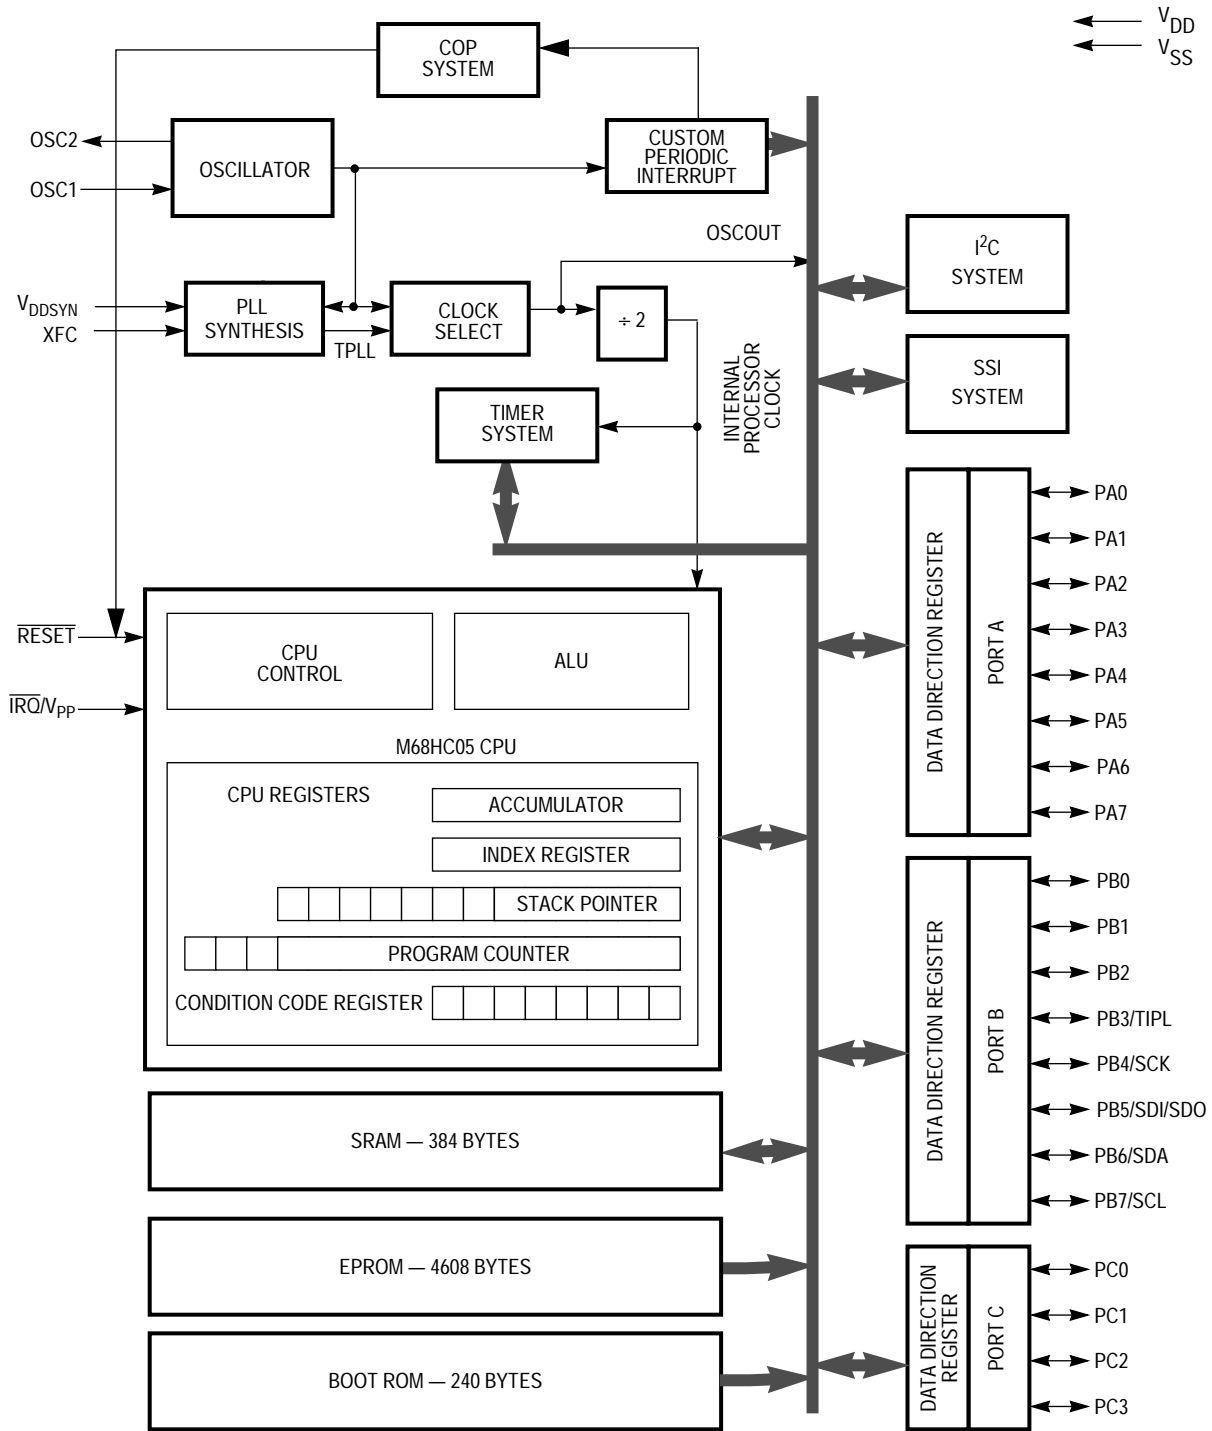 COP
SYSTEM
V_DD
V_SS
OSC2
OSC1
OSCILLATOR
CUSTOM
PERIODIC
INTERRUPT
OSCOUT
I²C
SYSTEM
V_DDSYN
XFC
PLL
SYNTHESIS
TPLL
CLOCK
SELECT
÷ 2
INTERNAL
PROCESSOR
CLOCK
SSI
SYSTEM
TIMER
SYSTEM
DATA DIRECTION REGISTER
PORT A
PA0
PA1
PA2
PA3
PA4
PA5
PA6
PA7
RESET
IRQ/V_PP
CPU
CONTROL
ALU
M68HC05 CPU
CPU REGISTERS
ACCUMULATOR
INDEX REGISTER
STACK POINTER
PROGRAM COUNTER
CONDITION CODE REGISTER
DATA DIRECTION REGISTER
PORT B
PB0
PB1
PB2
PB3/TIPL
PB4/SCK
PB5/SDI/SDO
PB6/SDA
PB7/SCL
SRAM — 384 BYTES
EPROM — 4608 BYTES
BOOT ROM — 240 BYTES
DATA DIRECTION
REGISTER
PORT C
PC0
PC1
PC2
PC3